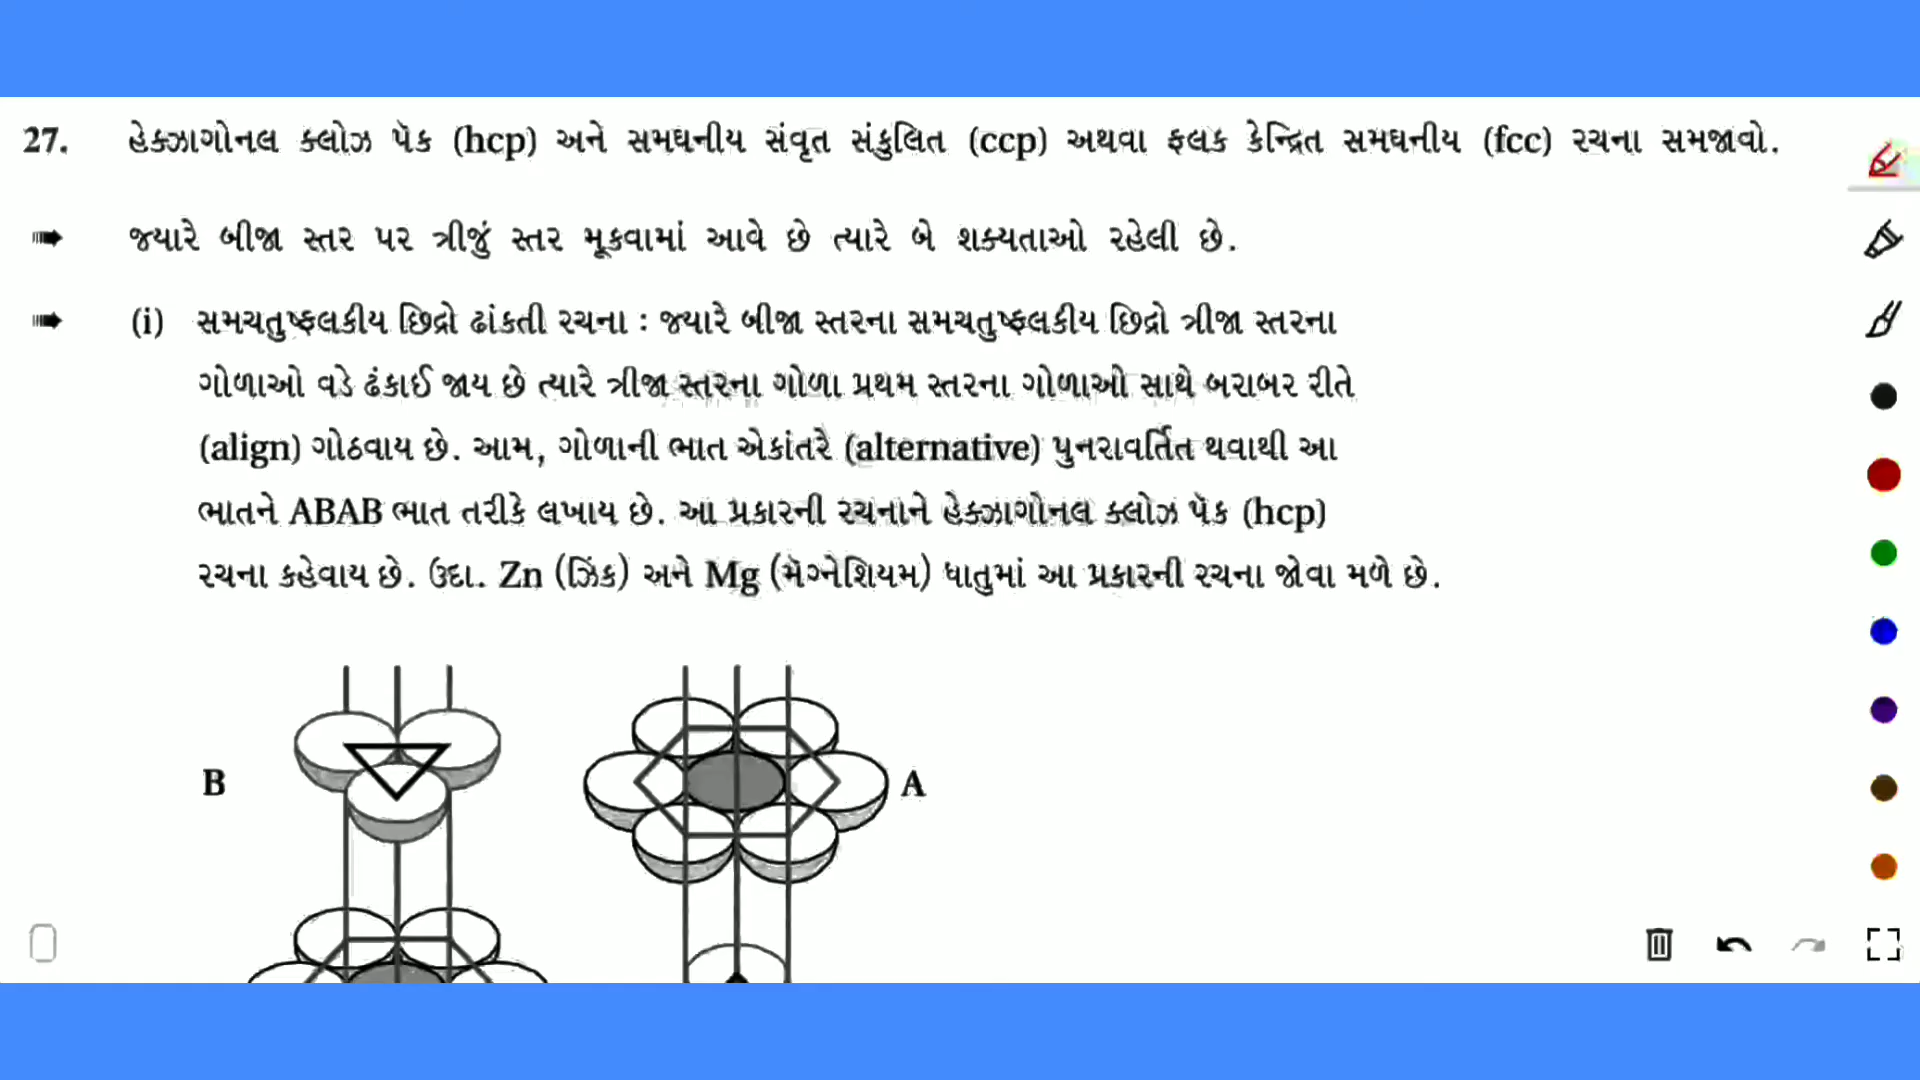 27. હેક્ઝાગોનલ ક્લોઝ પૅક (hcp) અને સમઘનીય સંવૃત સંકુલિત (ccp) અથવા ફલક કેન્દ્રિત સમઘનીય (fcc) રચના સમજાવો.
જ્યારે બીજા સ્તર પર ત્રીજું સ્તર મૂકવામાં આવે છે ત્યારે બે શક્યતાઓ રહેલી છે.
(i) સમચતુષ્ફલકીય છિદ્રો ઢાંકતી રચના : જ્યારે બીજા સ્તરના સમચતુષ્ફલકીય છિદ્રો ત્રીજા સ્તરના
ગોળાઓ વડે ઢંકાઈ જાય છે ત્યારે ત્રીજા સ્તરના ગોળા પ્રથમ સ્તરના ગોળાઓ સાથે બરાબર રીતે
(align) ગોઠવાય છે. આમ, ગોળાની ભાત એકાંતરે (alternative) પુનરાવર્તિત થવાથી આ
ભાતને ABAB ભાત તરીકે લખાય છે. આ પ્રકારની રચનાને હેક્ઝાગોનલ ક્લોઝ પૅક (hcp)
રચના કહેવાય છે. ઉદા. Zn (ઝિંક) અને Mg (મૅગ્નેશિયમ) ધાતુમાં આ પ્રકારની રચના જોવા મળે છે.
B
A